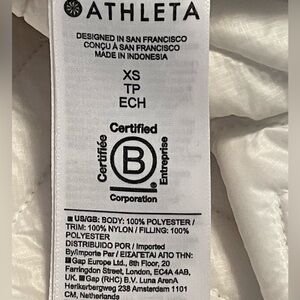 ATHLETA
DESIGNED IN SAN FRANCISCO
CONÇU À SAN FRANCISCO
MADE IN INDONESIA
XS
TP
ECH
Certified
Certifiée
B
Entreprise
Corporation
US/GB: BODY: 100% POLYESTER /
TRIM: 100% NYLON / FILLING: 100%
POLYESTER
DISTRIBUIDO POR / Imported
By/Importe Par / ΕΙΣΑΓΕΤΑΙ ΑΠΟ ΤΗΝ:
Gap Europe Ltd., 6th Floor, 20
Farringdon Street, London, EC4A 4AB,
UK. Gap (RHC) B.V. Luna ArenA
Herikerbergweg 238 Amsterdam 1101
CM, Netherlands